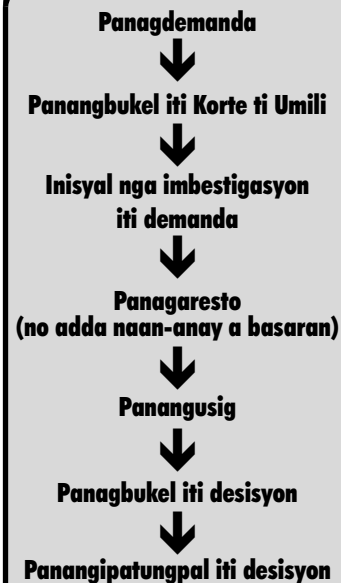 Panagdemanda
Panangbukel iti Korte ti Umili
Inisyal nga imbestigasyon
iti demanda
Panagaresto
(no adda naan-anay a basaran)
Panangusig
Panagbukel iti desisyon
Panangipatungpal iti desisyon